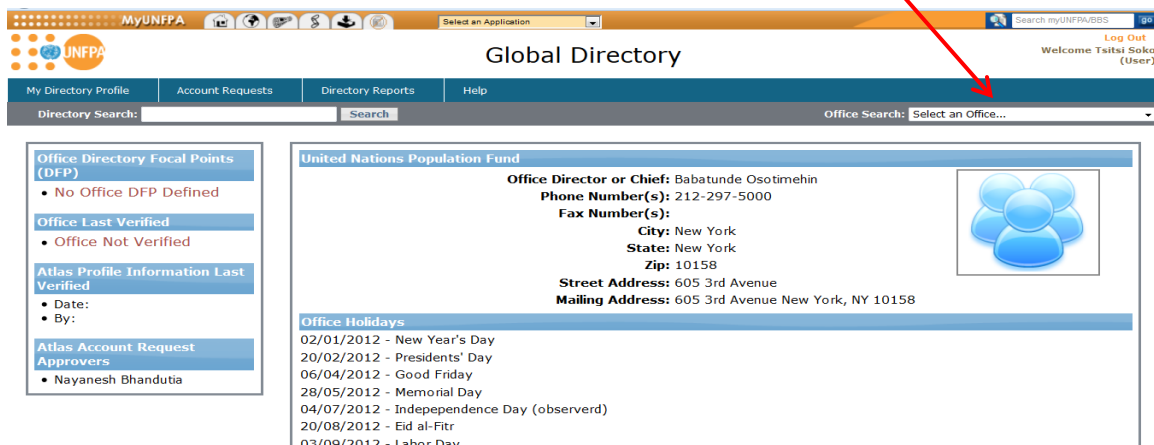 MyUNFPA
Select an Application
Search myUNFPA/BBS
go
UNFPA
Global Directory
Log Out
Welcome Tsitsi Soko
(User)
My Directory Profile Account Requests Directory Reports Help
Directory Search: Search Office Search: Select an Office...
Office Directory Focal Points
(DFP)
• No Office DFP Defined
Office Last Verified
• Office Not Verified
Atlas Profile Information Last
Verified
• Date:
• By:
Atlas Account Request
Approvers
• Nayanesh Bhandutia
United Nations Population Fund
Office Director or Chief: Babatunde Osotimehin
Phone Number(s): 212-297-5000
Fax Number(s):
City: New York
State: New York
Zip: 10158
Street Address: 605 3rd Avenue
Mailing Address: 605 3rd Avenue New York, NY 10158
Office Holidays
02/01/2012 - New Year's Day
20/02/2012 - Presidents' Day
06/04/2012 - Good Friday
28/05/2012 - Memorial Day
04/07/2012 - Indepependence Day (observerd)
20/08/2012 - Eid al-Fitr
03/09/2012 - Labor Day